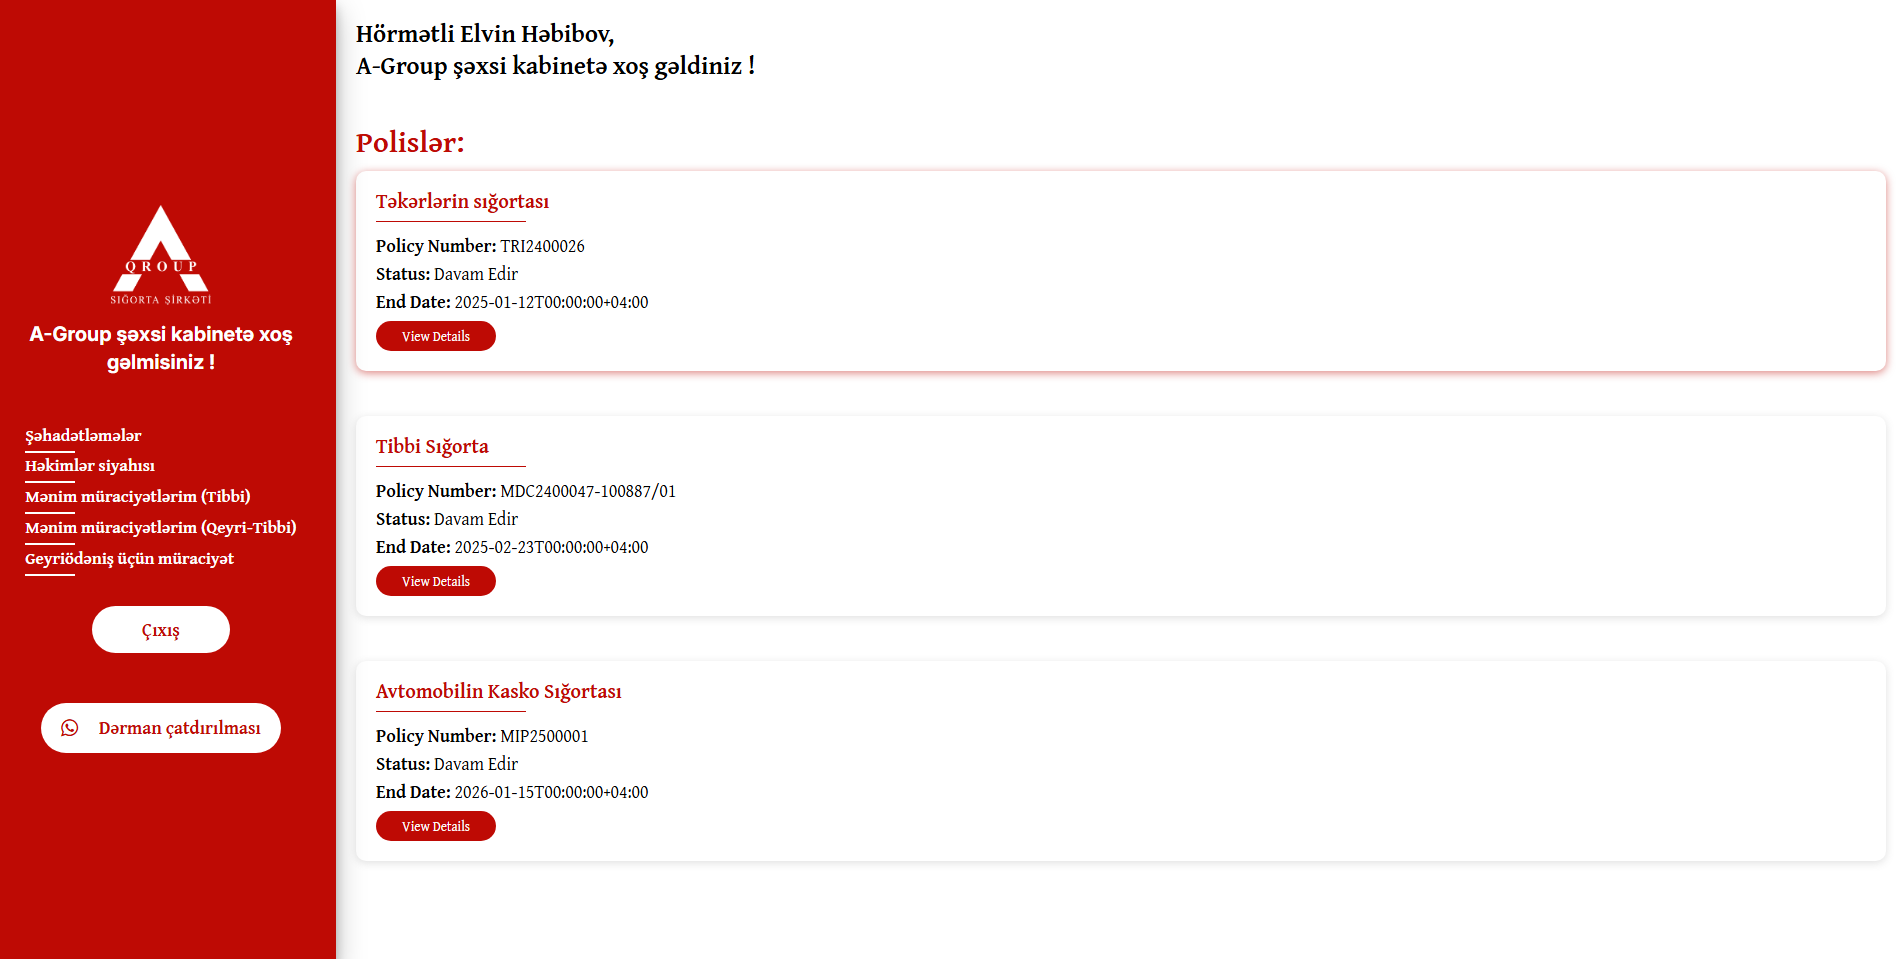 QROUP
SIĞORTA ŞİRKƏTİ
A-Group şəxsi kabinetə xoş
gəlmisiniz !
Şəhadətləmələr
Həkimlər siyahısı
Mənim müraciyətlərim (Tibbi)
Mənim müraciyətlərim (Qeyri-Tibbi)
Geyriödəniş üçün müraciyət
Çıxış
Dərman çatdırılması
Hörmətli Elvin Həbibov,
A-Group şəxsi kabinetə xoş gəldiniz !
Polislər:
Təkərlərin sığortası
Policy Number: TRI2400026
Status: Davam Edir
End Date: 2025-01-12T00:00:00+04:00
View Details
Tibbi Sığorta
Policy Number: MDC2400047-100887/01
Status: Davam Edir
End Date: 2025-02-23T00:00:00+04:00
View Details
Avtomobilin Kasko Sığortası
Policy Number: MIP2500001
Status: Davam Edir
End Date: 2026-01-15T00:00:00+04:00
View Details